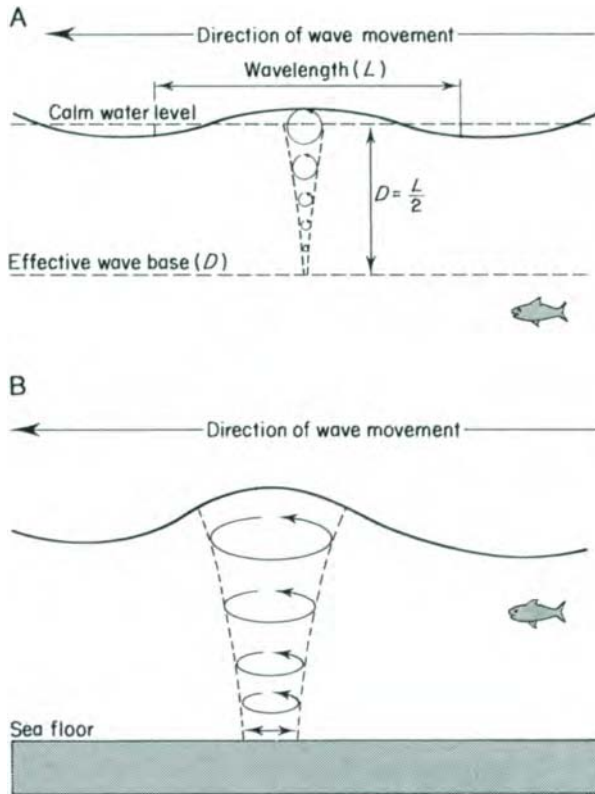 A
Direction of wave movement
Wavelength (L)
Calm water level
D = L/2
Effective wave base (D)
B
Direction of wave movement
Sea floor